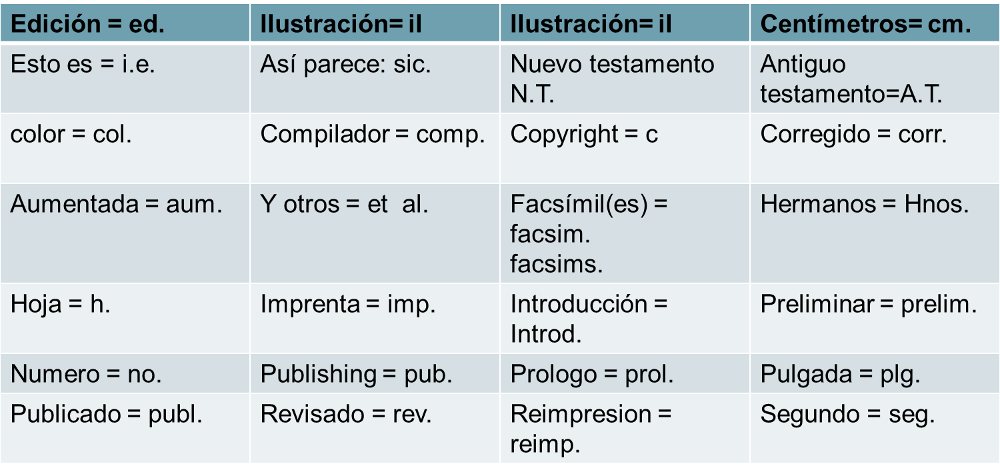 Edición = ed.
Ilustración= il
Ilustración= il
Centímetros= cm.
Esto es = i.e.
Así parece: sic.
Nuevo testamento
N.T.
Antiguo
testamento=A.T.
color = col.
Compilador = comp.
Copyright = c
Corregido = corr.
Aumentada = aum.
Y otros = et  al.
Facsímil(es) =
facsim.
facsims.
Hermanos = Hnos.
Hoja = h.
Imprenta = imp.
Introducción =
Introd.
Preliminar = prelim.
Numero = no.
Publishing = pub.
Prologo = prol.
Pulgada = plg.
Publicado = publ.
Revisado = rev.
Reimpresion =
reimp.
Segundo = seg.